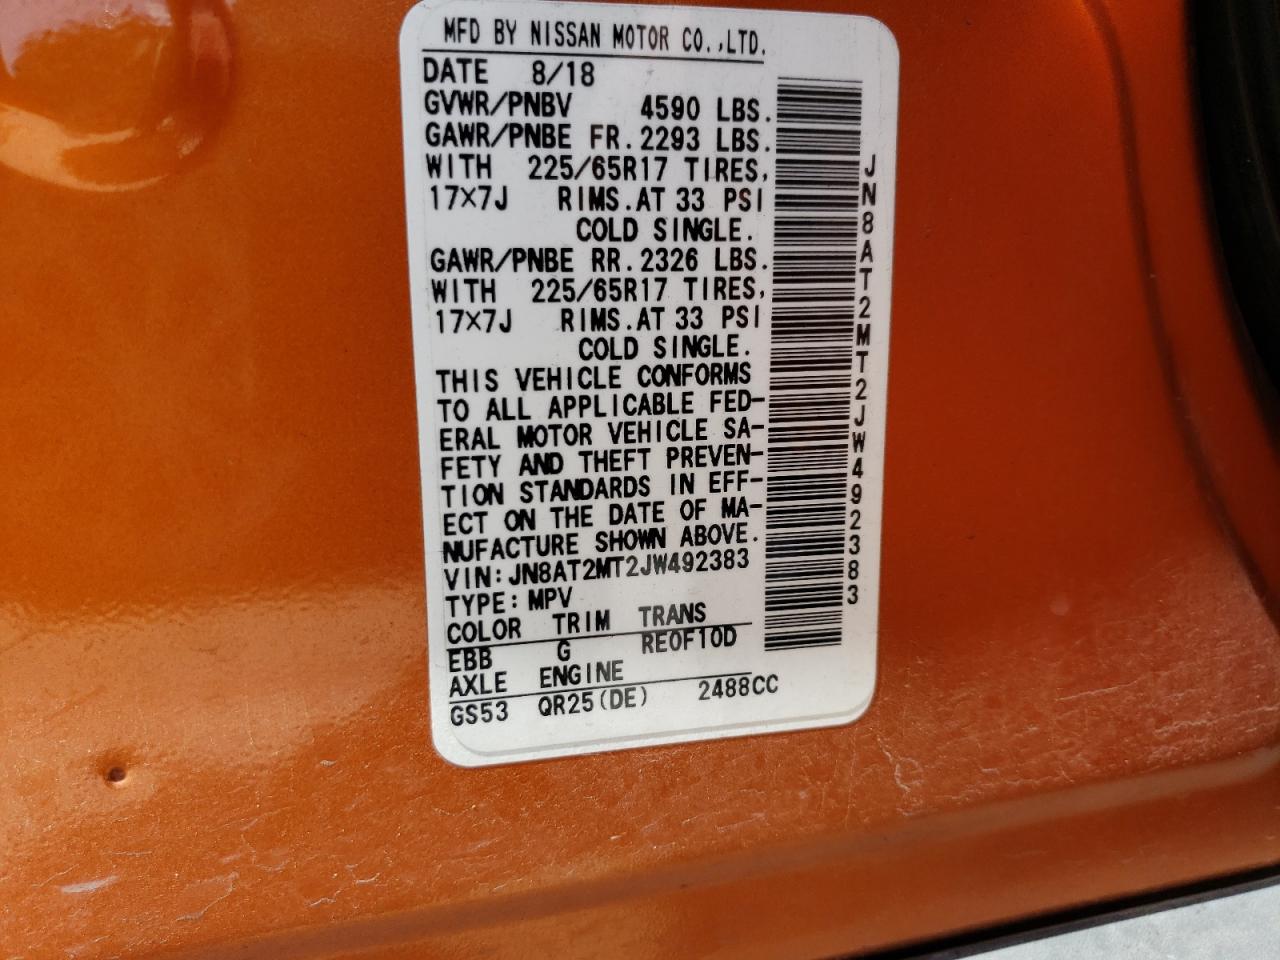 MFD BY NISSAN MOTOR CO.,LTD.
DATE 8/18
GVWR/PNBV 4590 LBS.
GAWR/PNBE FR.2293 LBS.
WITH 225/65R17 TIRES,
17×7J RIMS.AT 33 PSI
COLD SINGLE.
GAWR/PNBE RR.2326 LBS.
WITH 225/65R17 TIRES,
17×7J RIMS.AT 33 PSI
COLD SINGLE.
THIS VEHICLE CONFORMS
TO ALL APPLICABLE FED-
ERAL MOTOR VEHICLE SA-
FETY AND THEFT PREVEN-
TION STANDARDS IN EFF-
ECT ON THE DATE OF MA-
NUFACTURE SHOWN ABOVE.
VIN:JN8AT2MT2JW492383
TYPE:MPV
COLOR TRIM TRANS
EBB G RE0F10D
AXLE ENGINE
GS53 QR25(DE) 2488CC
JN8AT2MT2JW492383